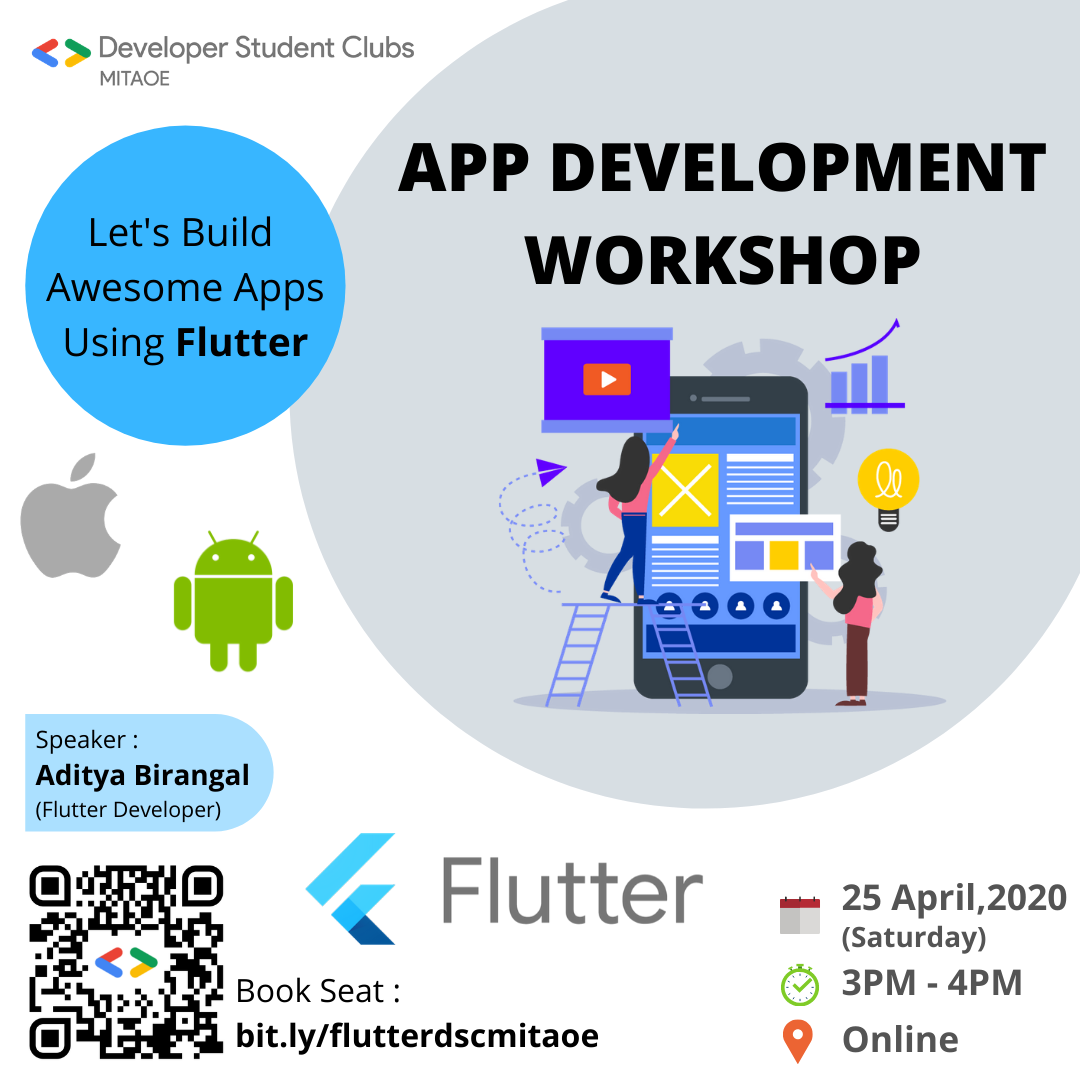 Developer Student Clubs
MITAOE
APP DEVELOPMENT
WORKSHOP
Let's Build
Awesome Apps
Using Flutter
Speaker :
Aditya Birangal
(Flutter Developer)
Flutter
Book Seat :
bit.ly/flutterdscmitaoe
25 April,2020
(Saturday)
3PM - 4PM
Online